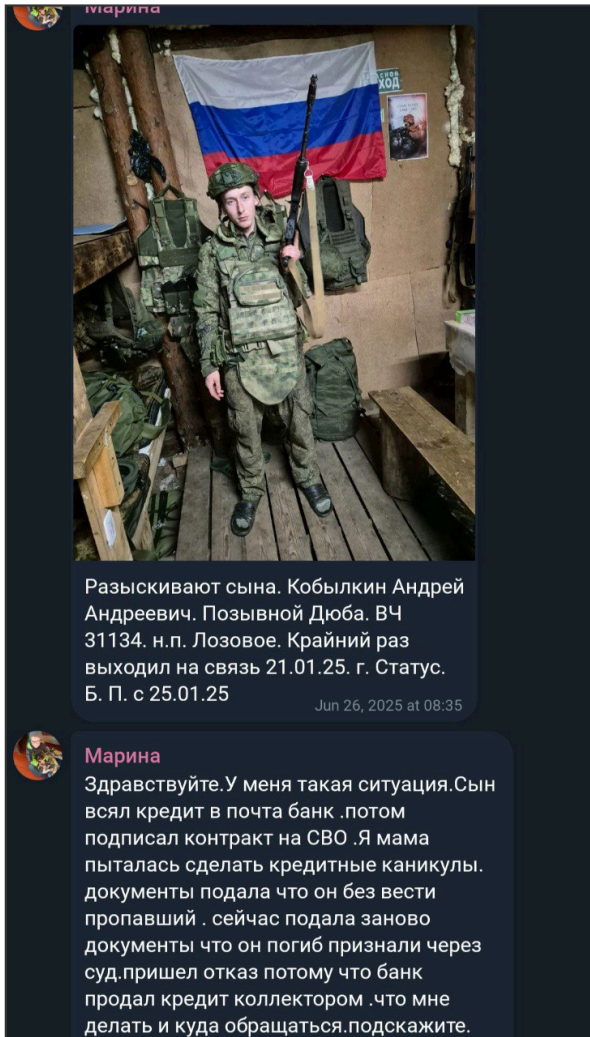 Марина
СНОЙ
ХОД
Разыскивают сына. Кобылкин Андрей
Андреевич. Позывной Дюба. ВЧ
31134. н.п. Лозовое. Крайний раз
выходил на связь 21.01.25. г. Статус.
Б. П. с 25.01.25
Jun 26, 2025 at 08:35
Марина
Здравствуйте.У меня такая ситуация.Сын
всял кредит в почта банк .потом
подписал контракт на СВО .Я мама
пыталась сделать кредитные каникулы.
документы подала что он без вести
пропавший . сейчас подала заново
документы что он погиб признали через
суд.пришел отказ потому что банк
продал кредит коллектором .что мне
делать и куда обращаться.подскажите.